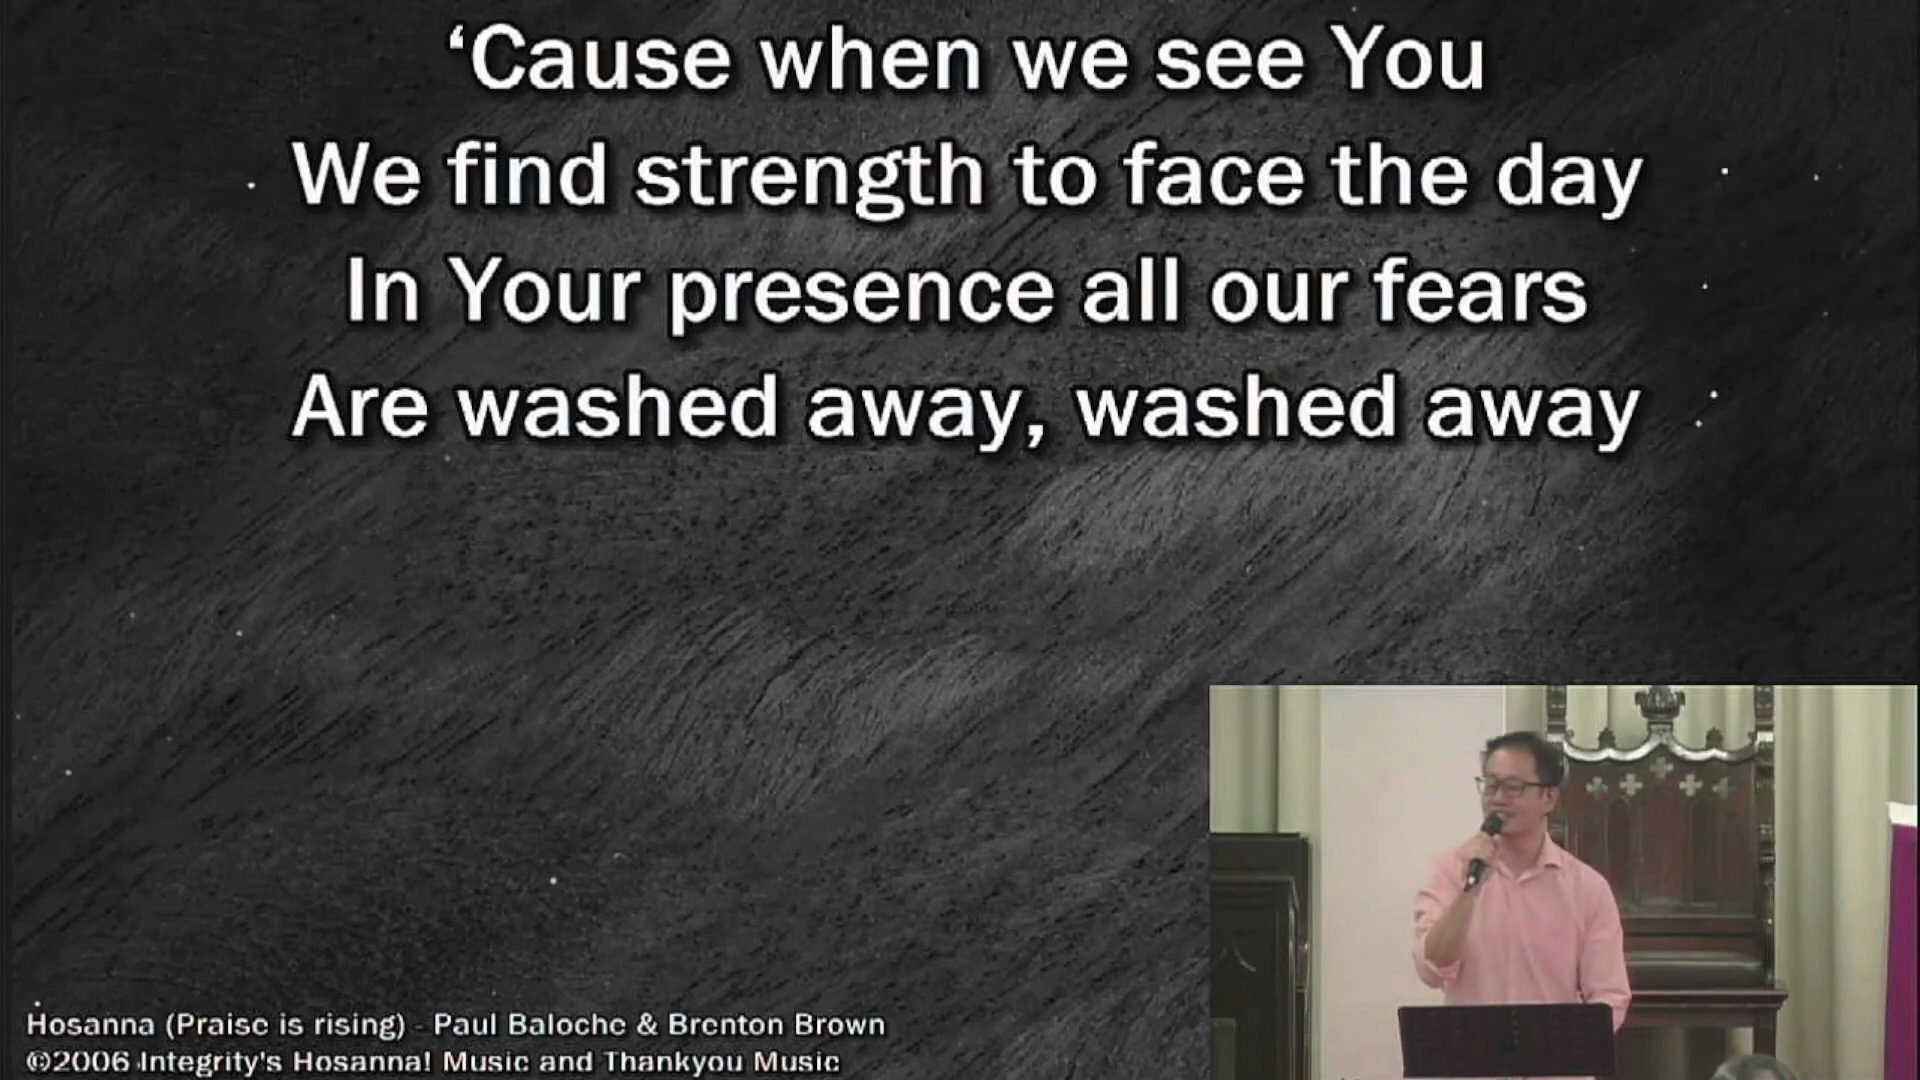 ‘Cause when we see You
We find strength to face the day
In Your presence all our fears
Are washed away, washed away
Hosanna (Praise is rising) - Paul Baloche & Brenton Brown
©2006 Integrity's Hosanna! Music and Thankyou Music